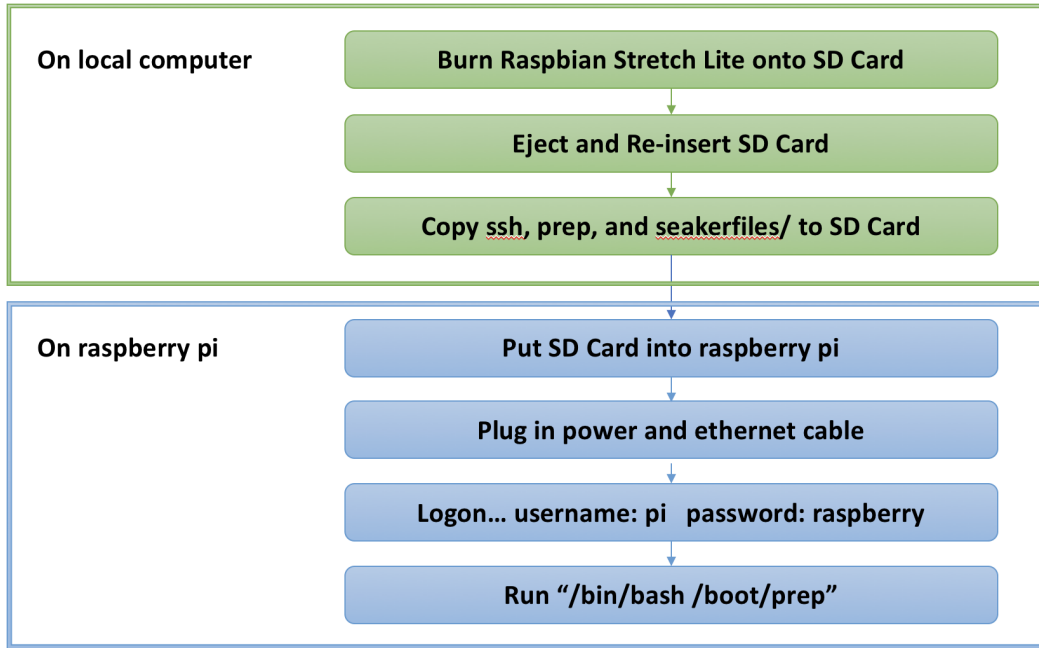 On local computer
Burn Raspbian Stretch Lite onto SD Card
Eject and Re-insert SD Card
Copy ssh, prep, and seakerfiles/ to SD Card
On raspberry pi
Put SD Card into raspberry pi
Plug in power and ethernet cable
Logon... username: pi   password: raspberry
Run “/bin/bash /boot/prep”